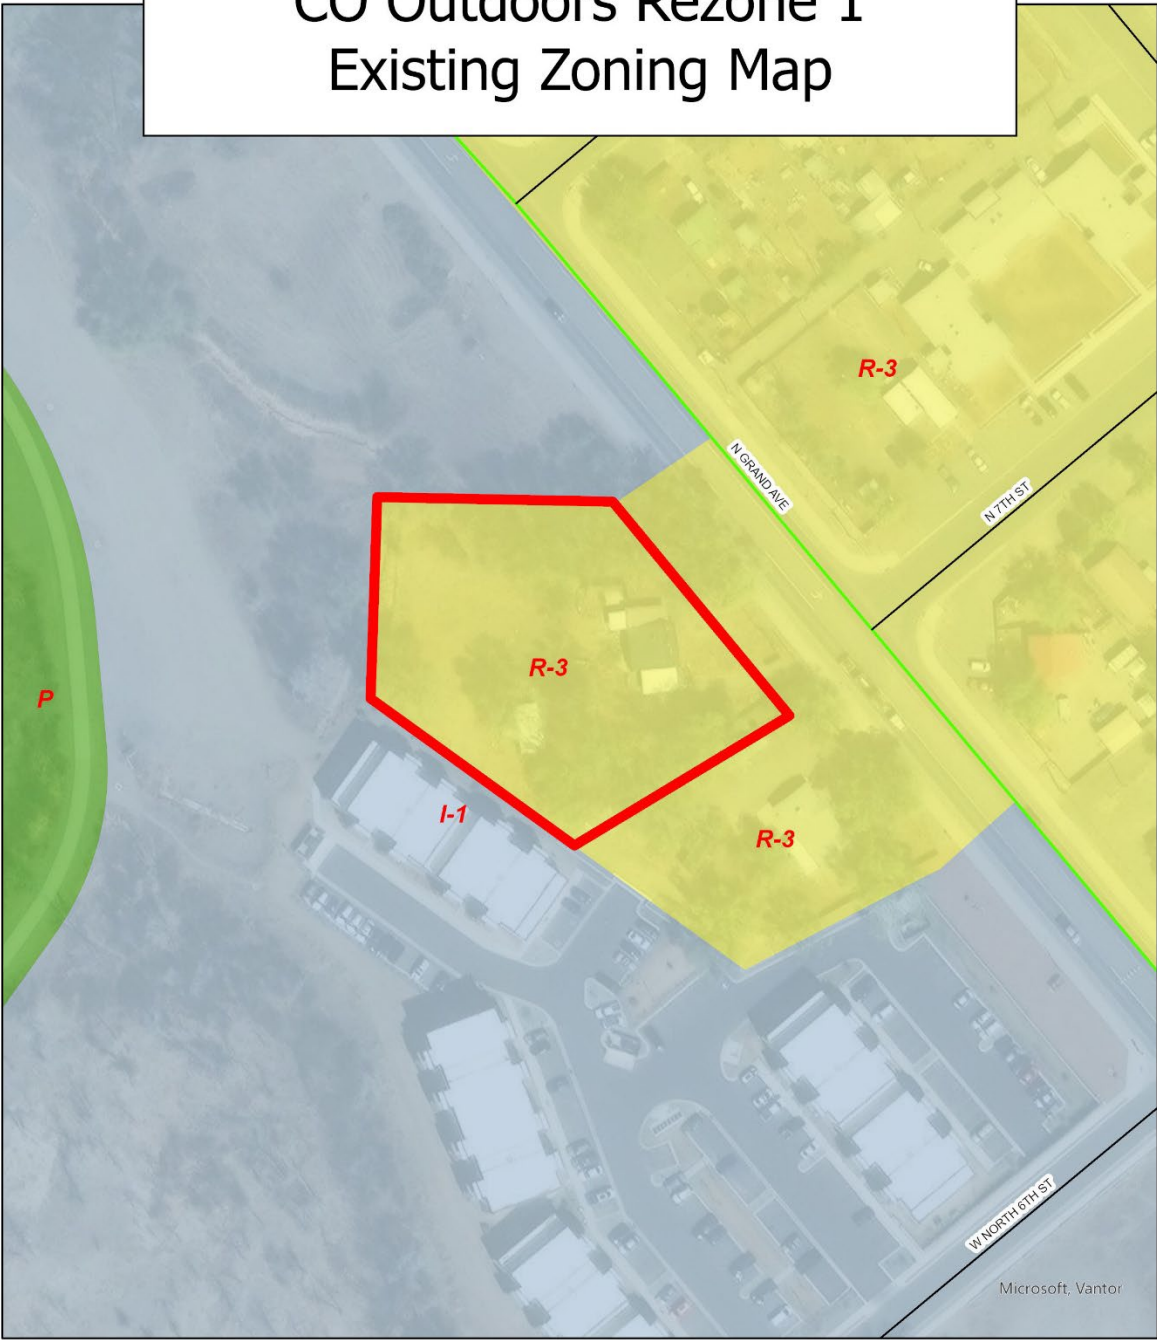 CO Outdoors Rezone 1
Existing Zoning Map
R-3
N GRAND AVE
N 7TH ST
R-3
P
I-1
R-3
W NORTH 6TH ST
Microsoft, Vantor